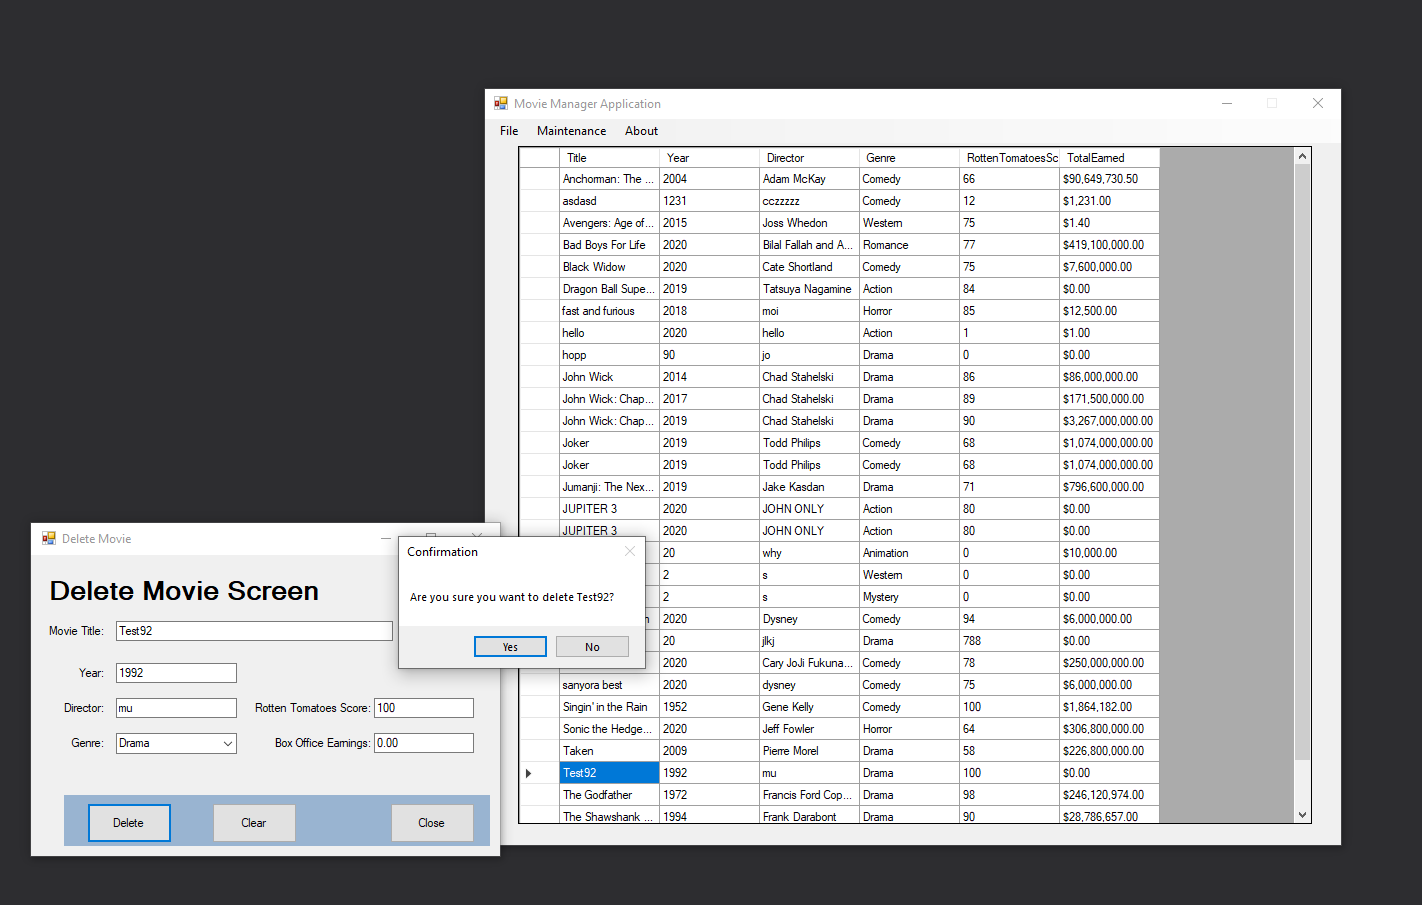 Movie Manager Application
File Maintenance About
Title Year Director Genre RottenTomatoesSc TotalEarned
Anchorman: The ... 2004 Adam McKay Comedy 66 $90,649,730.50
asdasd 1231 cczzzzz Comedy 12 $1,231.00
Avengers: Age of... 2015 Joss Whedon Western 75 $1.40
Bad Boys For Life 2020 Bilal Fallah and A... Romance 77 $419,100,000.00
Black Widow 2020 Cate Shortland Comedy 75 $7,600,000.00
Dragon Ball Supe... 2019 Tatsuya Nagamine Action 84 $0.00
fast and furious 2018 moi Horror 85 $12,500.00
hello 2020 hello Action 1 $1.00
hopp 90 jo Drama 0 $0.00
John Wick 2014 Chad Stahelski Drama 86 $86,000,000.00
John Wick: Chap... 2017 Chad Stahelski Drama 89 $171,500,000.00
John Wick: Chap... 2019 Chad Stahelski Drama 90 $3,267,000,000.00
Joker 2019 Todd Philips Comedy 68 $1,074,000,000.00
Joker 2019 Todd Philips Comedy 68 $1,074,000,000.00
Jumanji: The Nex... 2019 Jake Kasdan Drama 71 $796,600,000.00
JUPITER 3 2020 JOHN ONLY Action 80 $0.00
JUPITER 3 2020 JOHN ONLY Action 80 $0.00
20 why Animation 0 $10,000.00
2 s Western 0 $0.00
2 s Mystery 0 $0.00
2020 Dysney Comedy 94 $6,000,000.00
20 jlkj Drama 788 $0.00
2020 Cary JoJi Fukuna... Comedy 78 $250,000,000.00
sanyora best 2020 dysney Comedy 75 $6,000,000.00
Singin' in the Rain 1952 Gene Kelly Comedy 100 $1,864,182.00
Sonic the Hedge... 2020 Jeff Fowler Horror 64 $306,800,000.00
Taken 2009 Pierre Morel Drama 58 $226,800,000.00
Test92 1992 mu Drama 100 $0.00
The Godfather 1972 Francis Ford Cop... Drama 98 $246,120,974.00
The Shawshank ... 1994 Frank Darabont Drama 90 $28,786,657.00
Delete Movie
Delete Movie Screen
Movie Title: Test92
Year: 1992
Director: mu Rotten Tomatoes Score: 100
Genre: Drama Box Office Earnings: 0.00
Delete Clear Close
Confirmation
Are you sure you want to delete Test92?
Yes No